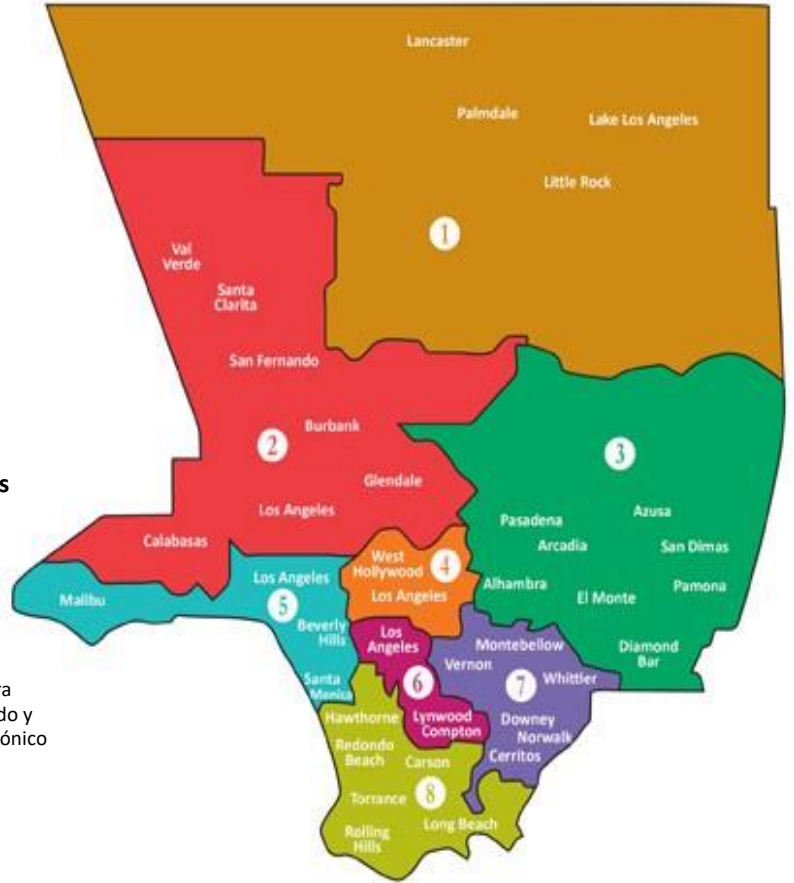 Lancaster
Palmdale
Lake Los Angeles
Little Rock
1
Val
Verde
Santa
Clarita
San Fernando
Burbank
2
Glendale
Los Angeles
Calabasas
3
Pasadena
Azusa
Arcadia
San Dimas
Alhambra
El Monte
Pamona
Diamond
Bar
West
Hollywood
4
Los Angeles
Los Angeles
5
Malibu
Beverly
Hills
Santa
Monica
Los
Angeles
6
Lynwood
Compton
Montebellow
Vernon
7
Whittier
Downey
Norwalk
Cerritos
Hawthorne
Redondo
Beach
Carson
Torrance
8
Long Beach
Rolling
Hills
s
ra
do y
ónico